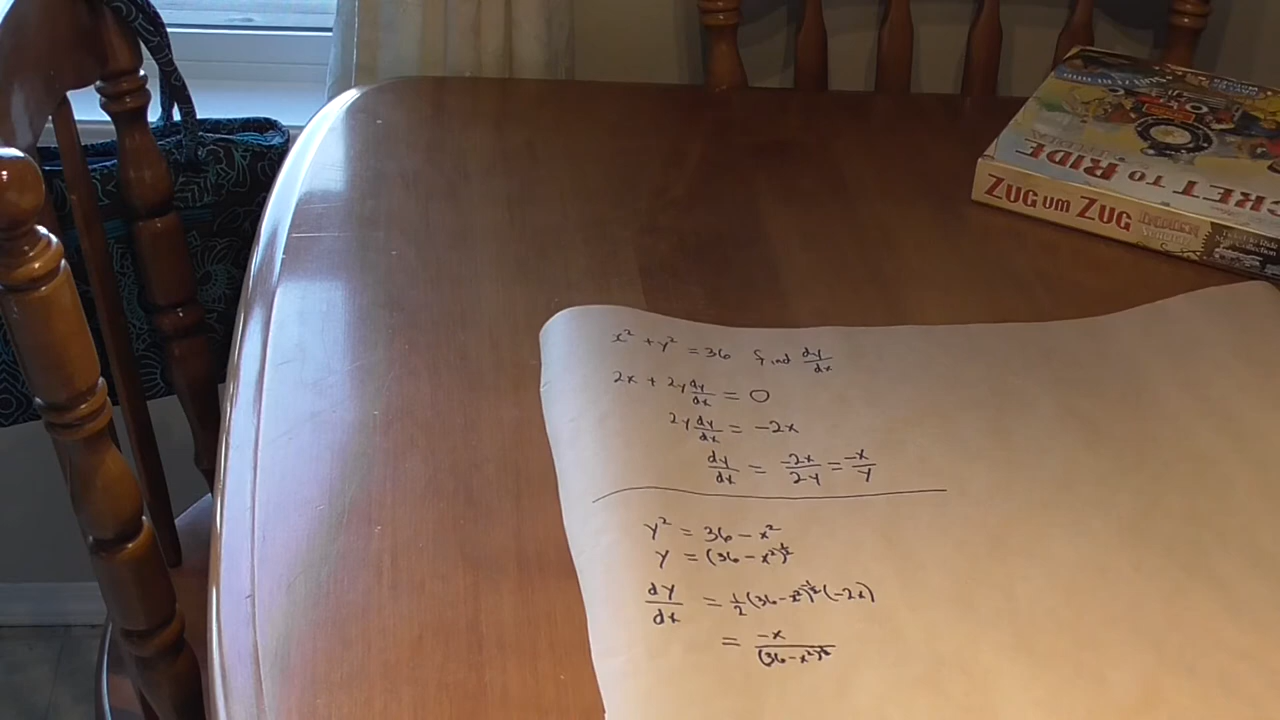 TICKET TO RIDE
ZUG UM ZUG
x² + y² = 36 find dy/dx
2x + 2y dy/dx = 0
2y dy/dx = -2x
dy/dx = -2x/2y = -x/y
y² = 36 - x²
y = (36 - x²)^½
dy/dx = ½(36 - x²)^-½(-2x)
= -x/(36 - x²)^½